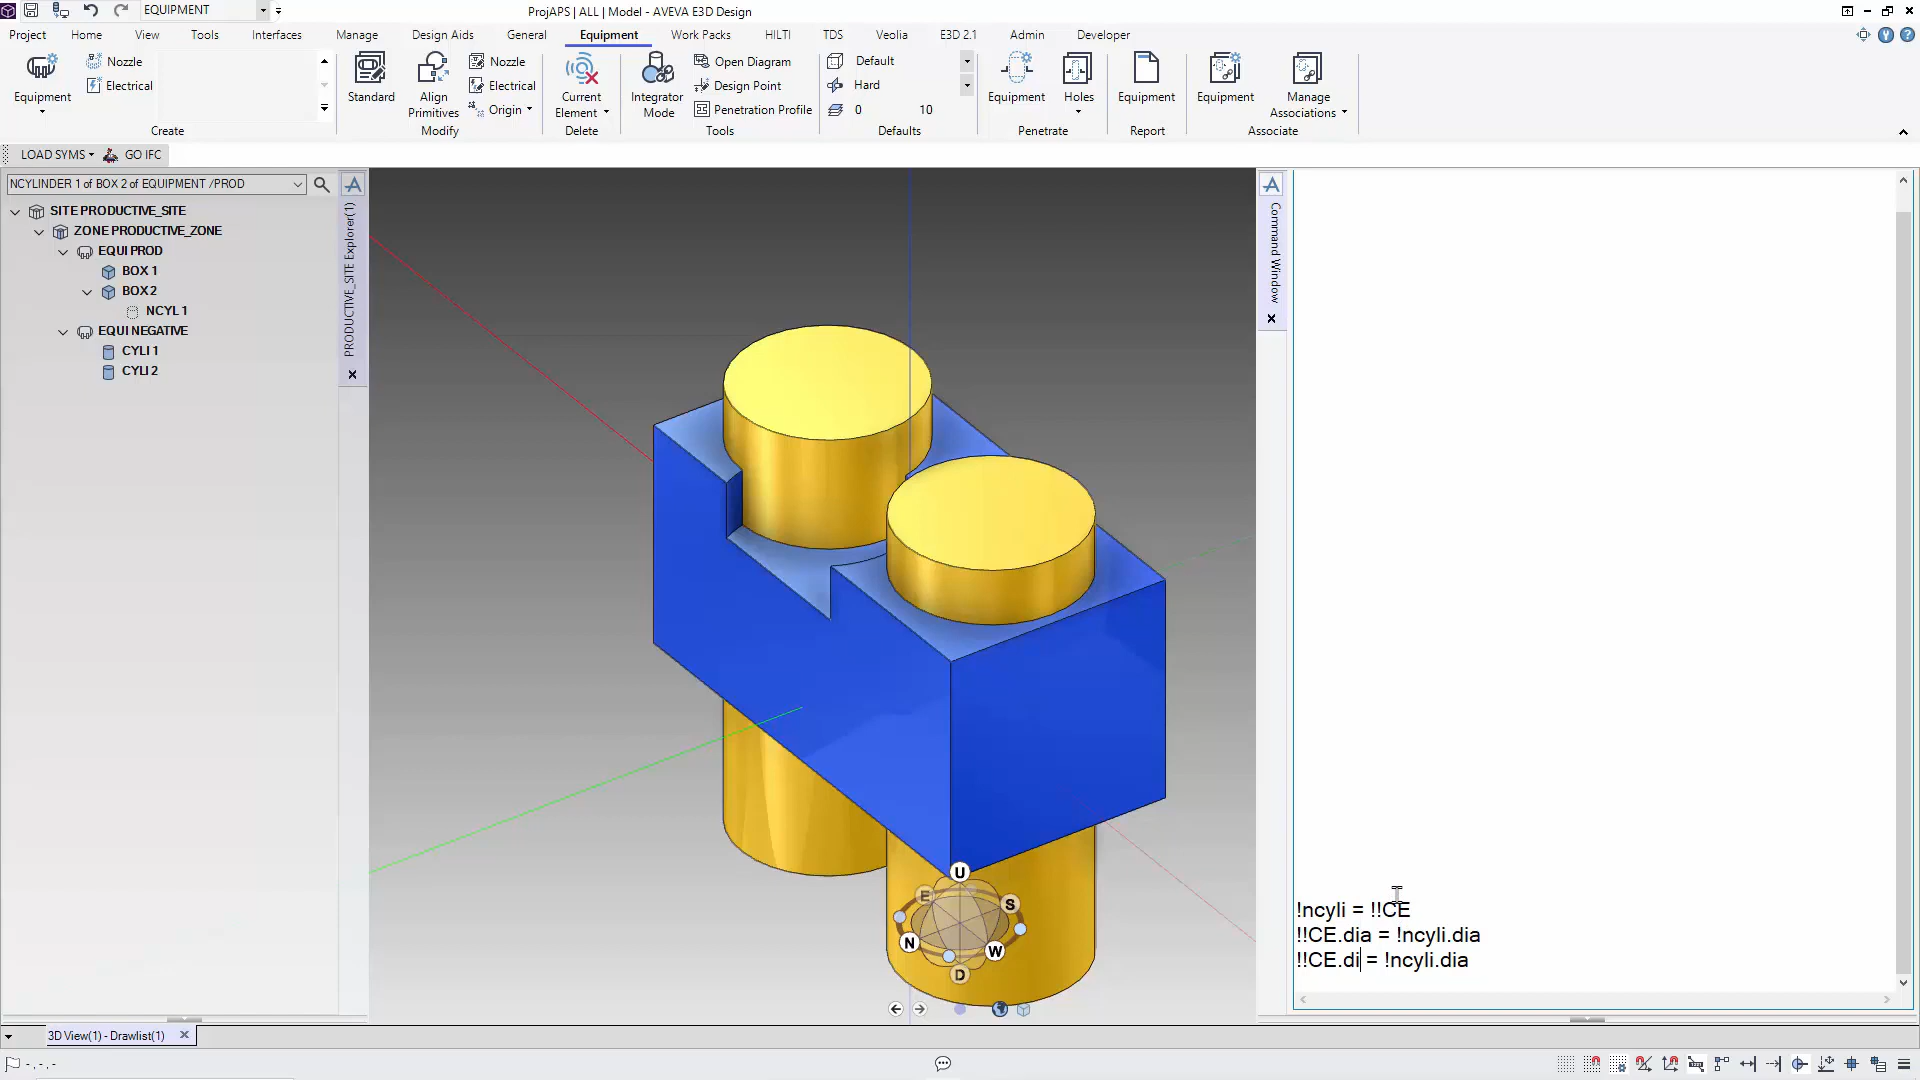 EQUIPMENT
ProjAPS | ALL | Model - AVEVA E3D Design
Project Home View Tools Interfaces Manage Design Aids General Equipment Work Packs HILTI TDS Veolia E3D 2.1 Admin Developer
Equipment
Nozzle
Electrical
Create
Standard
Align
Primitives
Nozzle
Electrical
Origin
Modify
Current
Element
Delete
Integrator
Mode
Open Diagram
Design Point
Penetration Profile
Tools
Default
Hard
0 10
Defaults
Equipment
Holes
Penetrate
Equipment
Report
Equipment
Manage
Associations
Associate
LOAD SYMS GO IFC
NCYLINDER 1 of BOX 2 of EQUIPMENT /PROD
SITE PRODUCTIVE_SITE
ZONE PRODUCTIVE_ZONE
EQUI PROD
BOX 1
BOX 2
NCYL 1
EQUI NEGATIVE
CYLI 1
CYLI 2
PRODUCTIVE_SITE Explorer(1)
U
E
S
N
W
D
Command Window
!ncyli = !!CE
!!CE.dia = !ncyli.dia
!!CE.di = !ncyli.dia
3D View(1) - Drawlist(1)
- . - . -